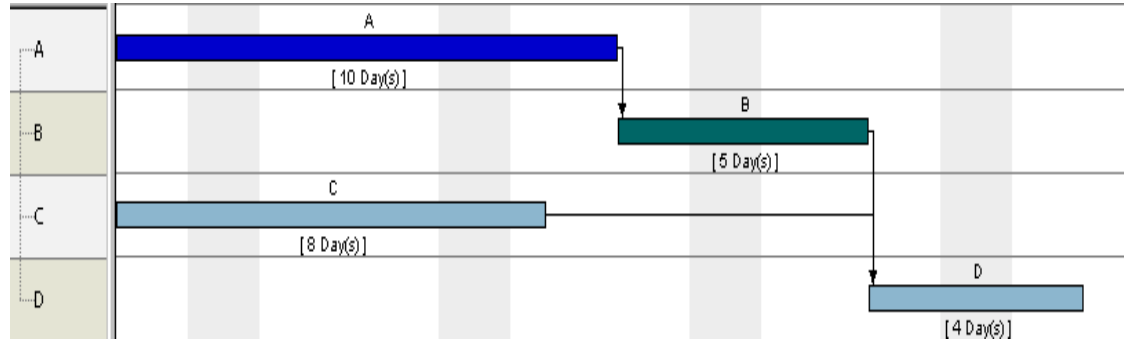 A
A
[ 10 Day(s) ]
B
B
[ 5 Day(s) ]
C
C
[ 8 Day(s) ]
D
D
[ 4 Day(s) ]